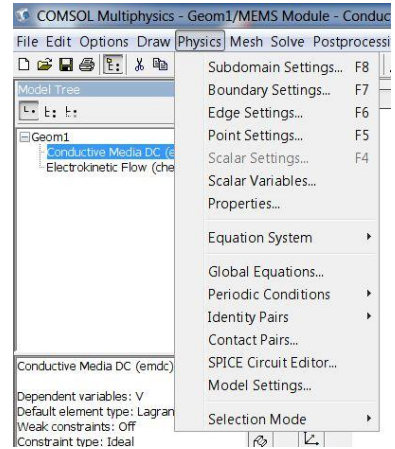 COMSOL Multiphysics - Geom1/MEMS Module - Conduc
File Edit Options Draw Physics Mesh Solve Postprocessi
Model Tree
Geom1
Conductive Media DC (e
Electrokinetic Flow (che
Subdomain Settings... F8
Boundary Settings... F7
Edge Settings... F6
Point Settings... F5
Scalar Settings... F4
Scalar Variables...
Properties...
Equation System
Global Equations...
Periodic Conditions
Identity Pairs
Contact Pairs...
SPICE Circuit Editor...
Model Settings...
Selection Mode
Conductive Media DC (emdc)
Dependent variables: V
Default element type: Lagran
Weak constraints: Off
Constraint type: Ideal